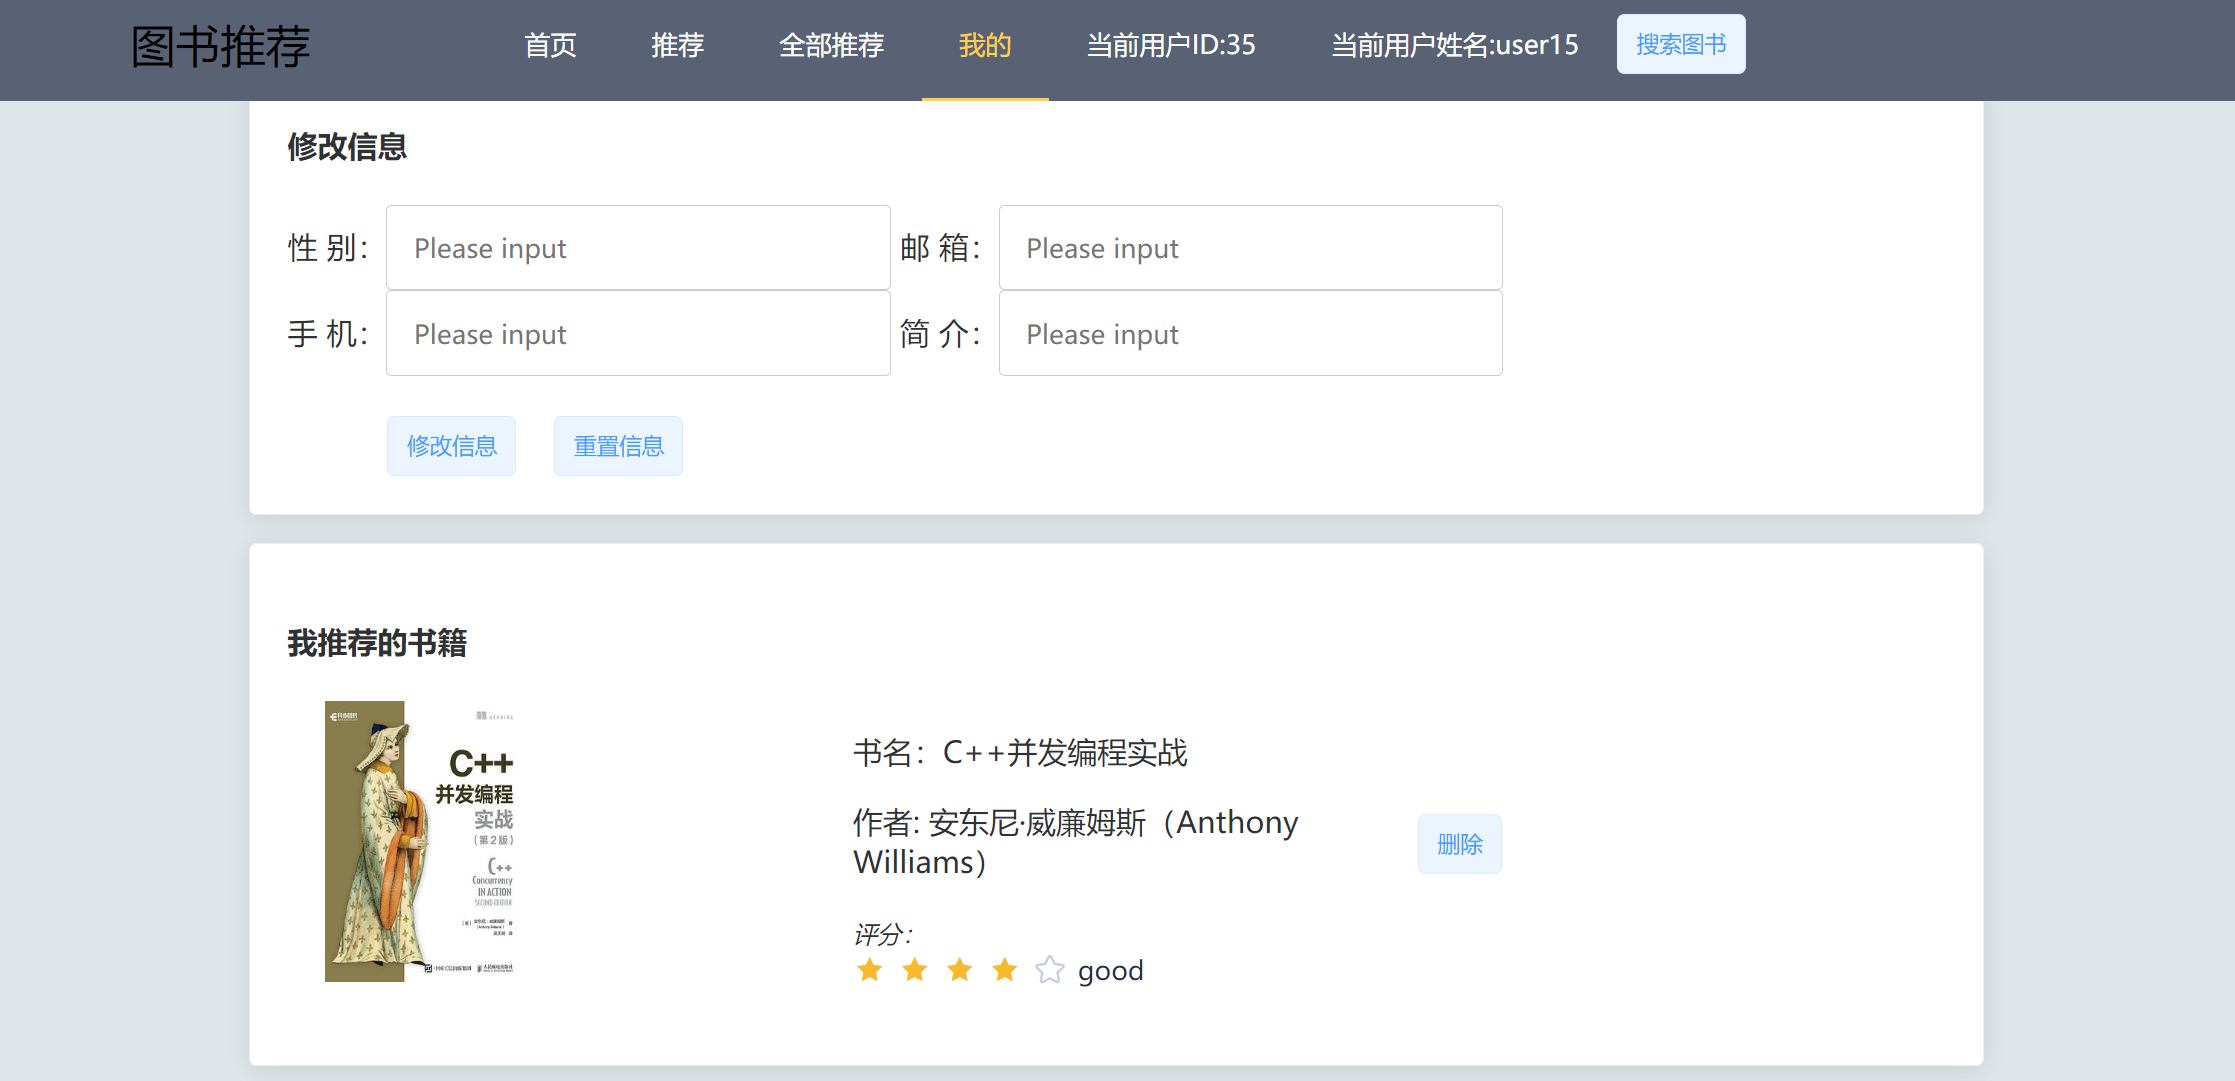 图书推荐 首页 推荐 全部推荐 我的 当前用户ID:35 当前用户姓名:user15 搜索图书
修改信息
性 别： Please input 邮 箱： Please input
手 机： Please input 简 介： Please input
修改信息 重置信息
我推荐的书籍
MANNING
C++
并发编程
实战
（第2版）
C++
Concurrency
IN ACTION
SECOND EDITION
书名：C++并发编程实战
作者: 安东尼·威廉姆斯（Anthony
Williams）
删除
评分：
good